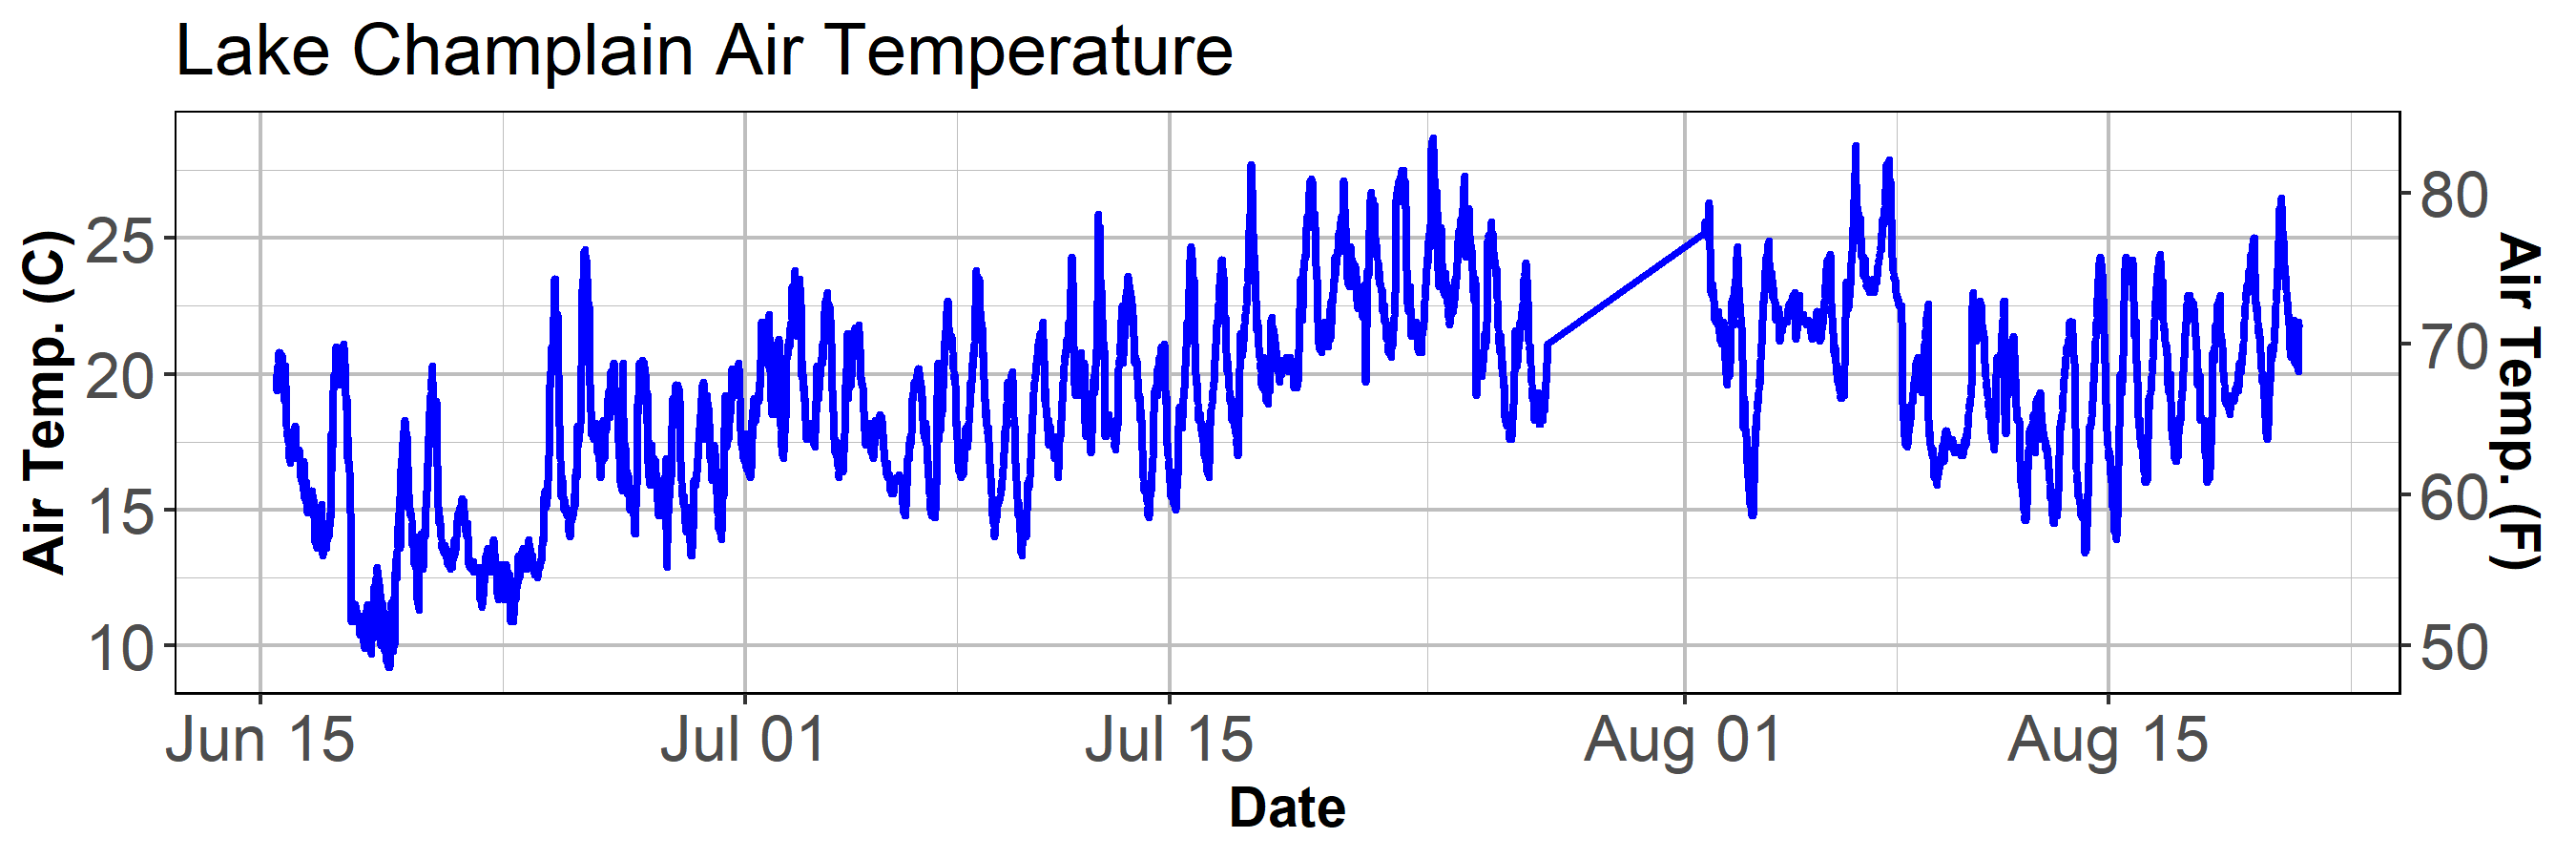 Lake Champlain Air Temperature
Air Temp. (C)
25
20
15
10
80
70
60
50
Air Temp. (F)
Jun 15
Jul 01
Jul 15
Aug 01
Aug 15
Date